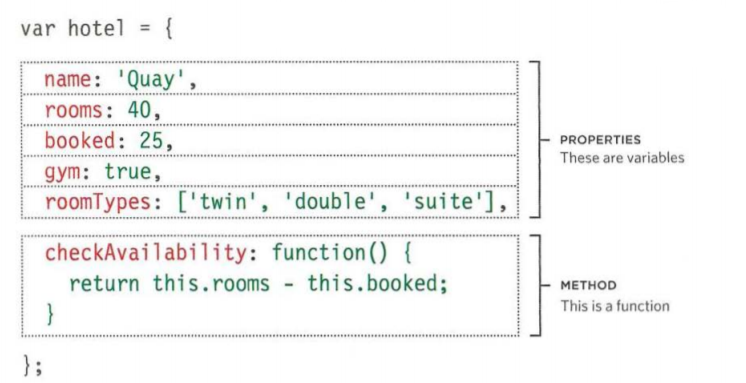 var hotel = {
name: 'Quay',
rooms: 40,
booked: 25,
gym: true,
roomTypes: ['twin', 'double', 'suite'],
PROPERTIES
These are variables
checkAvailability: function() {
return this.rooms - this.booked;
}
METHOD
This is a function
};